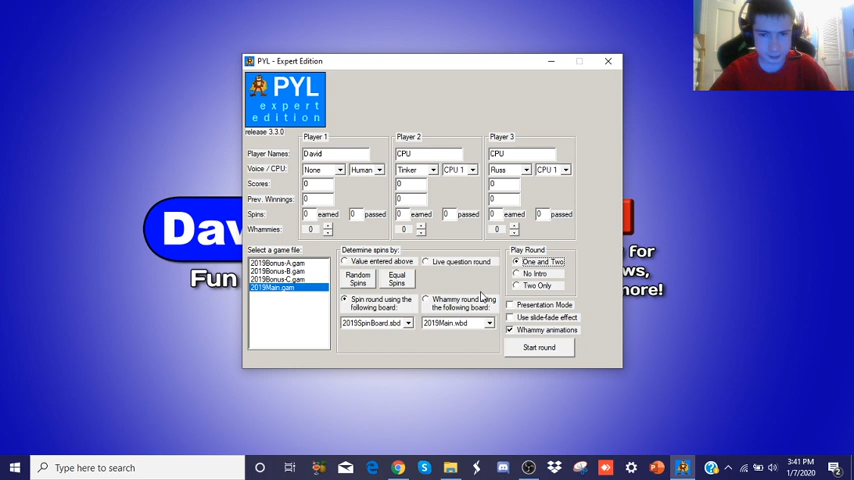 PYL - Expert Edition
PYL
expert
edition
release 3.3.0
Player 1
Player 2
Player 3
Player Names:
David
CPU
CPU
Voice / CPU:
None
Human
Tinker
CPU 1
Russ
CPU 1
Scores:
0
0
0
Prev. Winnings:
0
0
0
Spins:
0 earned 0 passed
0 earned 0 passed
0 earned 0 passed
Whammies:
0
0
0
Select a game file:
2019Bonus-A.gam
2019Bonus-B.gam
2019Bonus-C.gam
2019Main.gam
Determine spins by:
Value entered above
Live question round
Random Spins
Equal Spins
Spin round using the following board:
Whammy round using the following board:
2019SpinBoard.sbd
2019Main.wbd
Play Round
One and Two
No Intro
Two Only
Presentation Mode
Use slide-fade effect
Whammy animations
Start round
Dav
Fun
for
ws,
more!
Type here to search
3:41 PM
1/7/2020
2